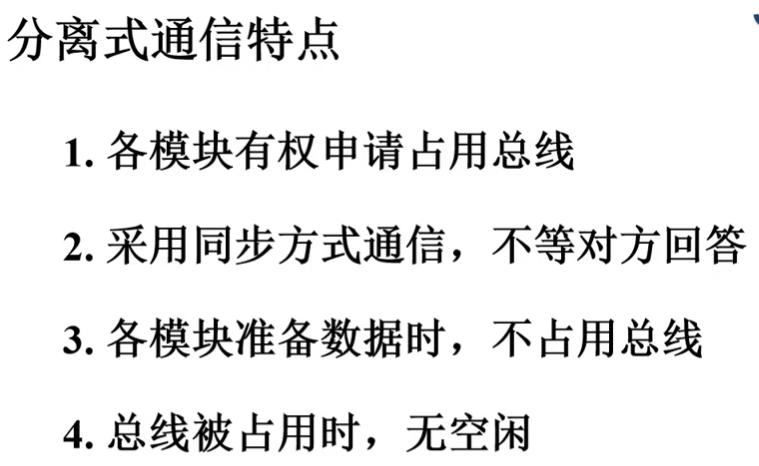 分离式通信特点
1. 各模块有权申请占用总线
2. 采用同步方式通信，不等对方回答
3. 各模块准备数据时，不占用总线
4. 总线被占用时，无空闲